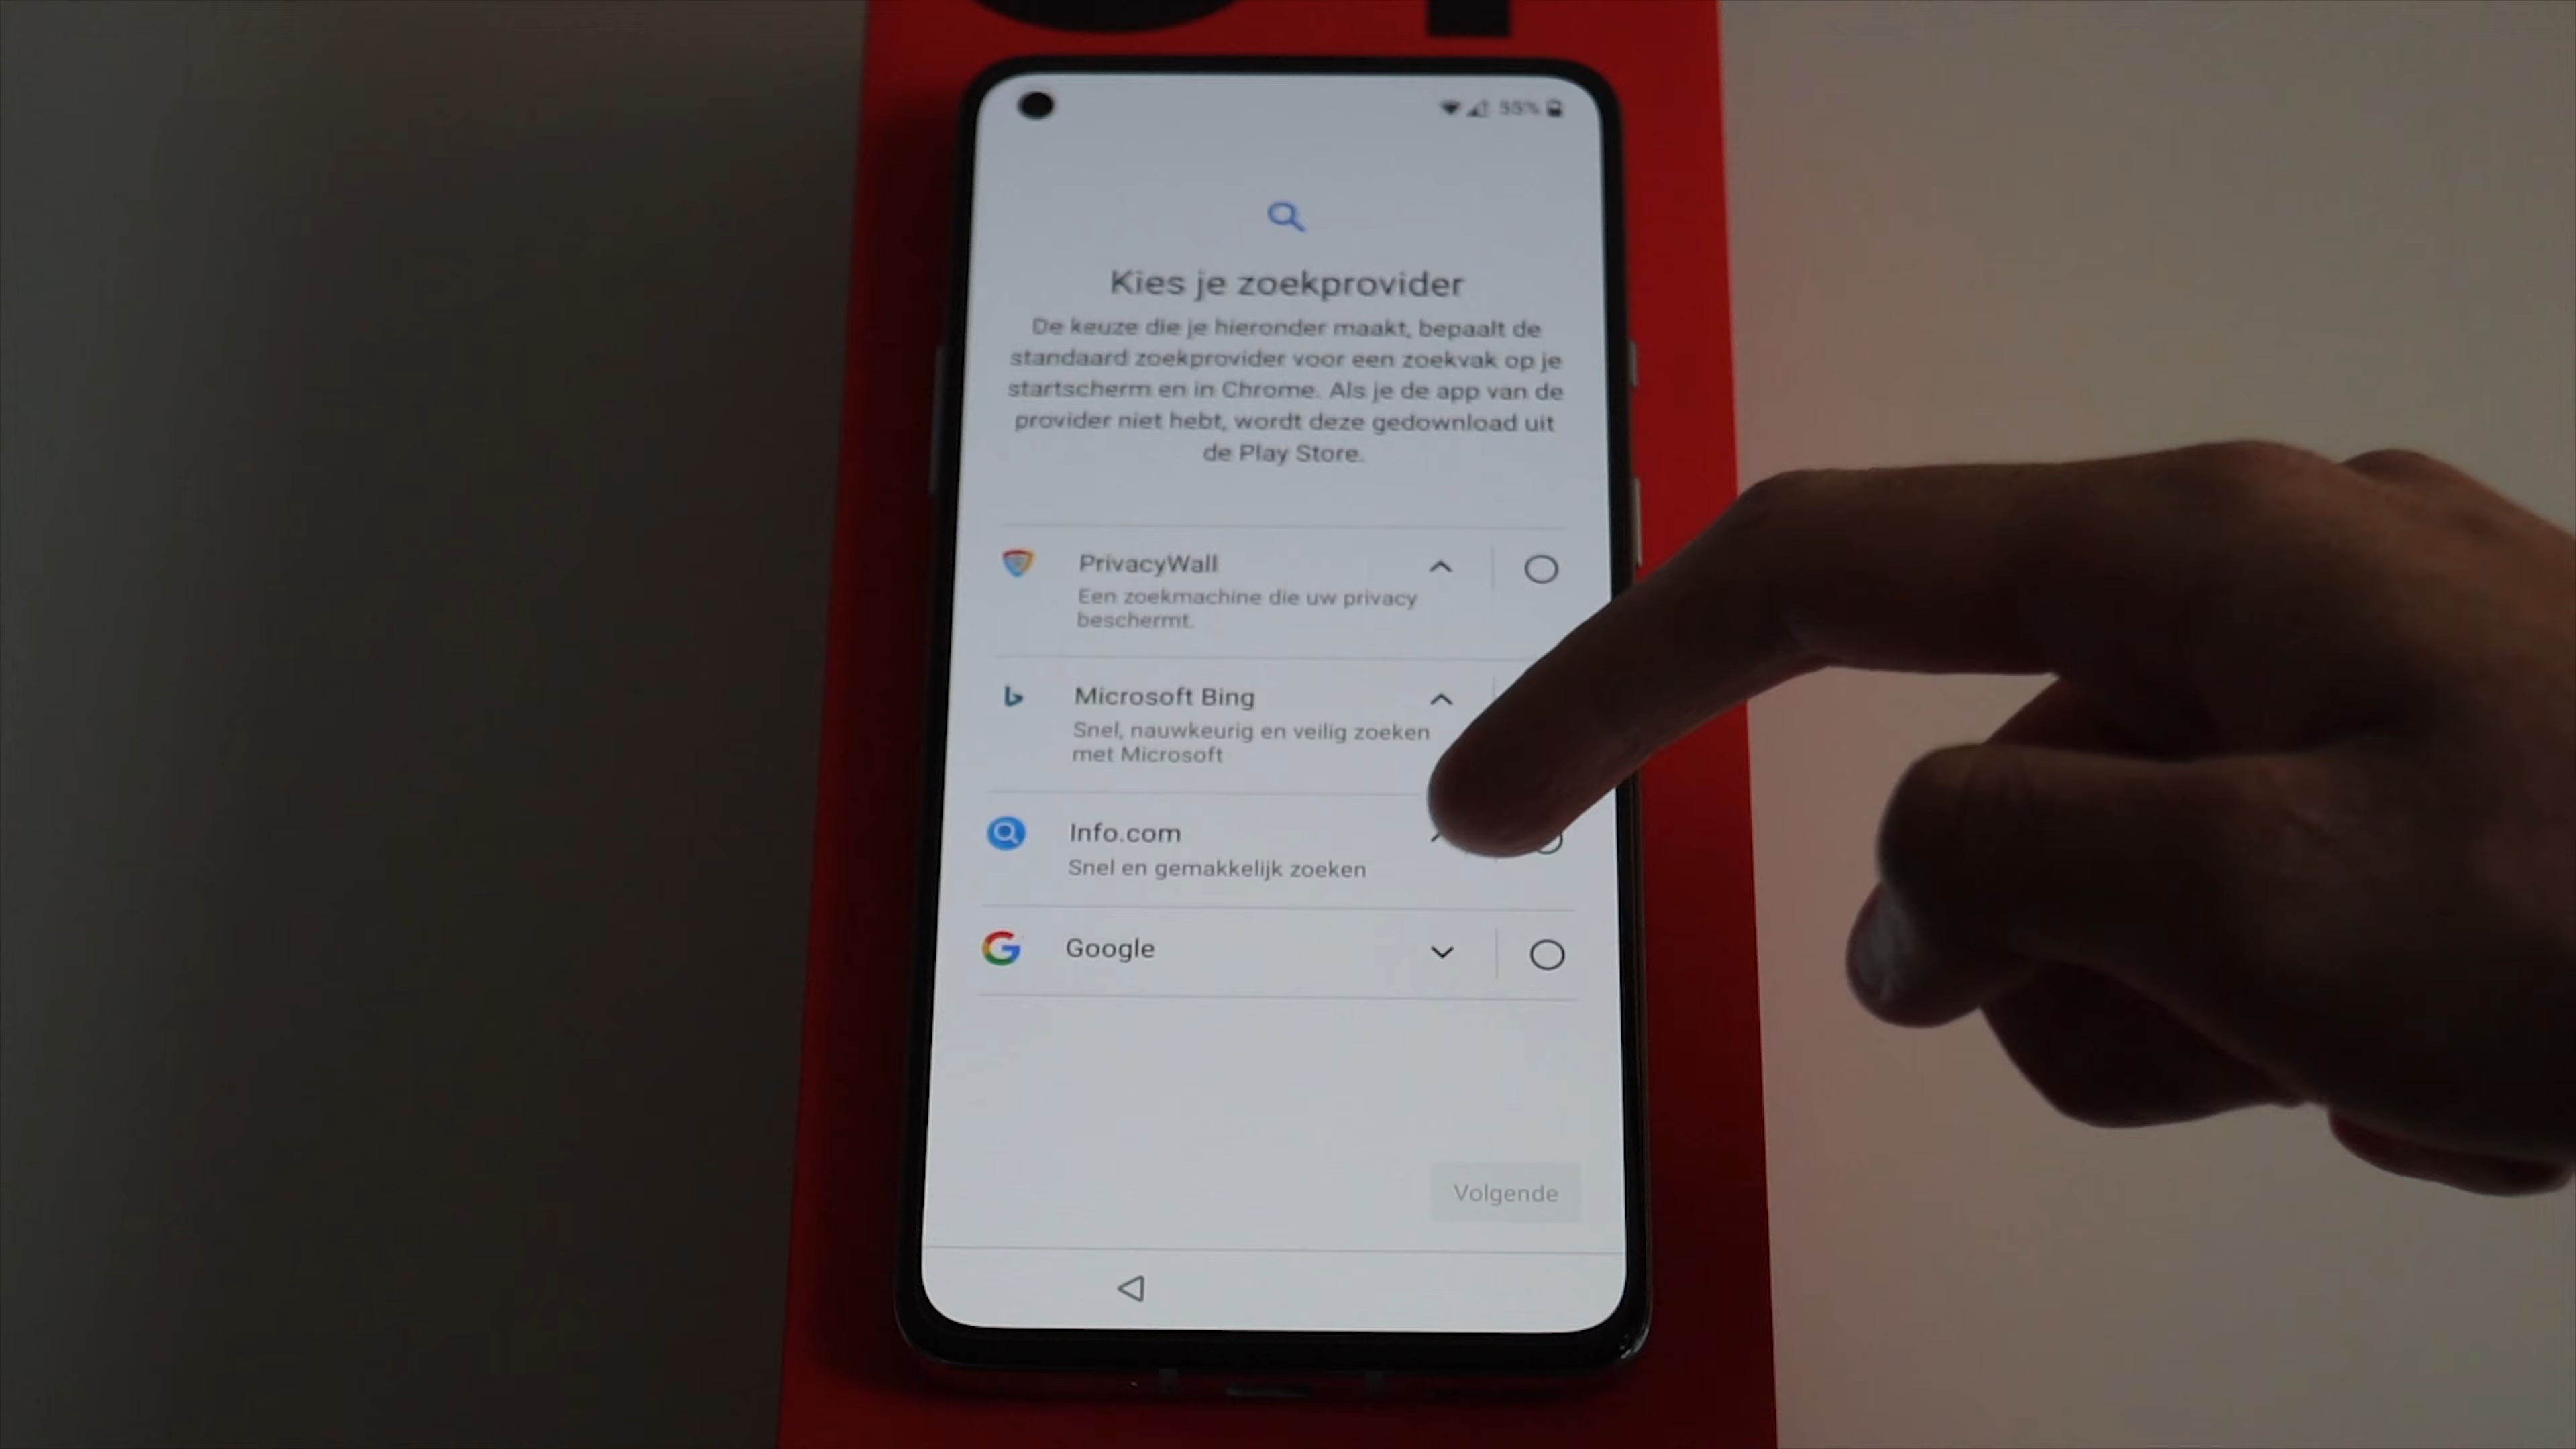 55%
Kies je zoekprovider
De keuze die je hieronder maakt, bepaalt de
standaard zoekprovider voor een zoekvak op je
startscherm en in Chrome. Als je de app van de
provider niet hebt, wordt deze gedownload uit
de Play Store.
PrivacyWall
Een zoekmachine die uw privacy
beschermt.
Microsoft Bing
Snel, nauwkeurig en veilig zoeken
met Microsoft
Info.com
Snel en gemakkelijk zoeken
Google
Volgende